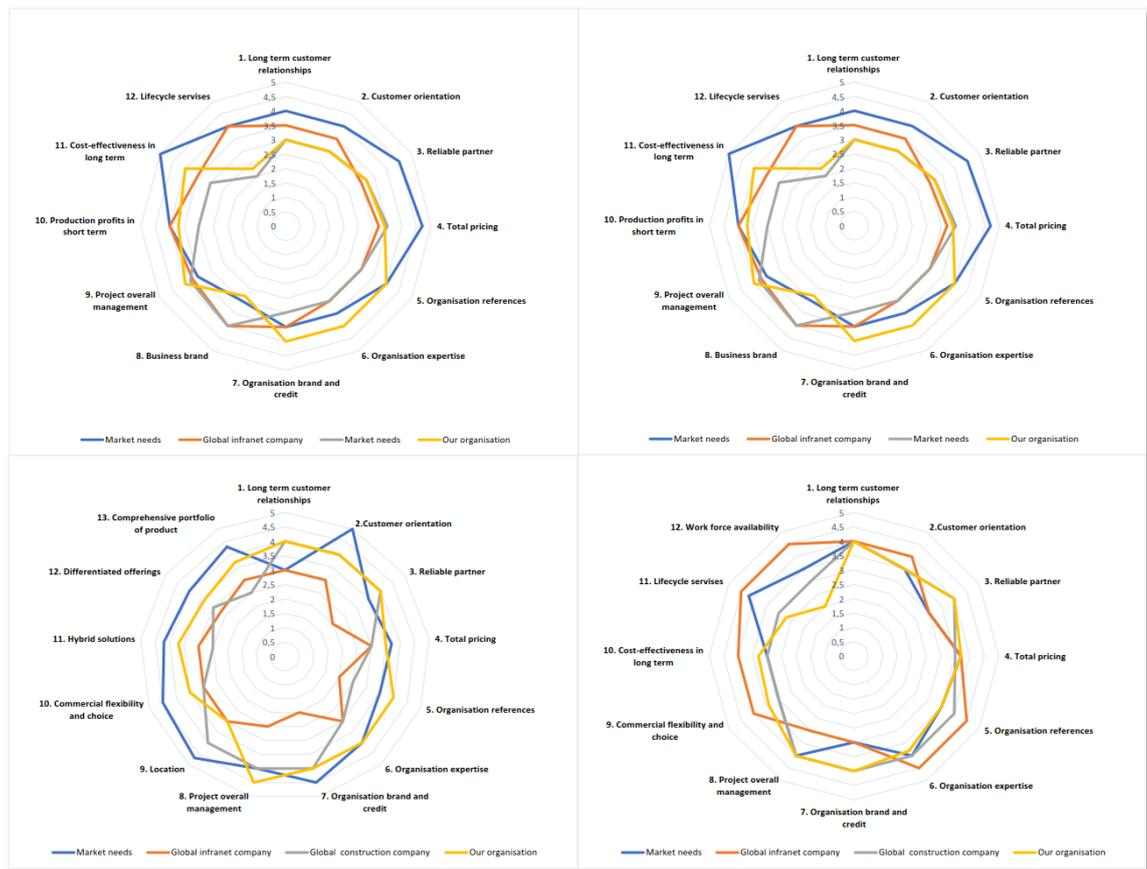 1. Long term customer
relationships
2. Customer orientation
3. Reliable partner
4. Total pricing
5. Organisation references
6. Organisation expertise
7. Ogranisation brand and
credit
8. Business brand
9. Project overall
management
10. Production profits in
short term
11. Cost-effectiveness in
long term
12. Lifecycle servises
5
4,5
4
3,5
3
2,5
2
1,5
1
0,5
0
Market needs
Global infranet company
Market needs
Our organisation
1. Long term customer
relationships
2. Customer orientation
3. Reliable partner
4. Total pricing
5. Organisation references
6. Organisation expertise
7. Ogranisation brand and
credit
8. Business brand
9. Project overall
management
10. Production profits in
short term
11. Cost-effectiveness in
long term
12. Lifecycle servises
5
4,5
4
3,5
3
2,5
2
1,5
1
0,5
0
Market needs
Global infranet company
Market needs
Our organisation
1. Long term customer
relationships
2.Customer orientation
3. Reliable partner
4. Total pricing
5. Organisation references
6. Organisation expertise
7. Organisation brand and
credit
8. Project overall
management
9. Location
10. Commercial flexibility
and choice
11. Hybrid solutions
12. Differentiated offerings
13. Comprehensive portfolio
of product
5
4,5
4
3,5
3
2,5
2
1,5
1
0,5
0
Market needs
Global infranet company
Global construction company
Our organisation
1. Long term customer
relationships
2.Customer orientation
3. Reliable partner
4. Total pricing
5. Organisation references
6. Organisation expertise
7. Organisation brand and
credit
8. Project overall
management
9. Commercial flexibility and
choice
10. Cost-effectiveness in
long term
11. Lifecycle servises
12. Work force availability
5
4,5
4
3,5
3
2,5
2
1,5
1
0,5
0
Market needs
Global infranet company
Global construction company
Our organisation